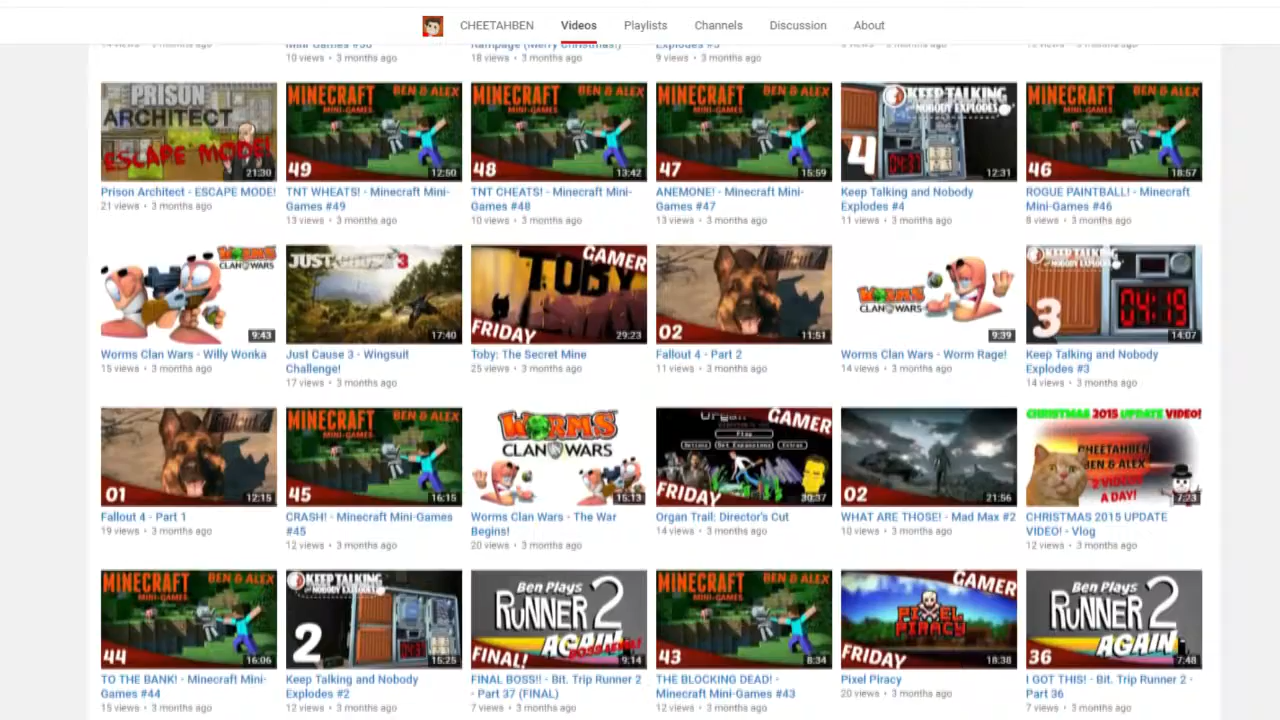 CHEETAHBEN Videos Playlists Channels Discussion About
10 views • 3 months ago
18 views • 3 months ago
9 views • 3 months ago
PRISON ARCHITECT ESCAPE MODE! 21:30
MINECRAFT MINI-GAMES BEN & ALEX 49 12:50
MINECRAFT MINI-GAMES BEN & ALEX 48 13:42
MINECRAFT MINI-GAMES BEN & ALEX 47 15:59
KEEP TALKING AND NOBODY EXPLODES 4 12:31
MINECRAFT MINI-GAMES BEN & ALEX 46 18:57
Prison Architect - ESCAPE MODE!
21 views • 3 months ago
TNT WHEATS! - Minecraft Mini-
Games #49
13 views • 3 months ago
TNT CHEATS! - Minecraft Mini-
Games #48
10 views • 3 months ago
ANEMONE! - Minecraft Mini-
Games #47
13 views • 3 months ago
Keep Talking and Nobody
Explodes #4
11 views • 3 months ago
ROGUE PAINTBALL! - Minecraft
Mini-Games #46
8 views • 3 months ago
WORMS CLAN WARS 9:43
JUST CAUSE 3 17:40
GAMER TOBY FRIDAY 29:23
Fallout 4 02 11:51
WORMS CLAN WARS 9:39
KEEP TALKING AND NOBODY EXPLODES 3 04:19 14:07
Worms Clan Wars - Willy Wonka
15 views • 3 months ago
Just Cause 3 - Wingsuit
Challenge!
17 views • 3 months ago
Toby: The Secret Mine
25 views • 3 months ago
Fallout 4 - Part 2
11 views • 3 months ago
Worms Clan Wars - Worm Rage!
14 views • 3 months ago
Keep Talking and Nobody
Explodes #3
14 views • 3 months ago
Fallout 4 01 12:15
MINECRAFT MINI-GAMES BEN & ALEX 45 16:15
WORMS CLAN WARS 15:13
GAMER Play Options Extras FRIDAY 30:37
02 21:56
CHRISTMAS 2015 UPDATE VIDEO! CHEETAHBEN BEN & ALEX 2 VIDEOS A DAY! 7:23
Fallout 4 - Part 1
19 views • 3 months ago
CRASH! - Minecraft Mini-Games
#45
12 views • 3 months ago
Worms Clan Wars - The War
Begins!
20 views • 3 months ago
Organ Trail: Director's Cut
14 views • 3 months ago
WHAT ARE THOSE! - Mad Max #2
10 views • 3 months ago
CHRISTMAS 2015 UPDATE
VIDEO! - Vlog
12 views • 3 months ago
MINECRAFT MINI-GAMES BEN & ALEX 44 16:06
KEEP TALKING AND NOBODY EXPLODES 2 15:25
Ben Plays RUNNER 2 AGAIN FINAL! 9:14
MINECRAFT MINI-GAMES BEN & ALEX 43 8:34
GAMER PIXEL PIRACY FRIDAY 18:38
Ben Plays RUNNER 2 AGAIN 36 7:48
TO THE BANK! - Minecraft Mini-
Games #44
15 views • 3 months ago
Keep Talking and Nobody
Explodes #2
12 views • 3 months ago
FINAL BOSS!! - Bit. Trip Runner 2
- Part 37 (FINAL)
7 views • 3 months ago
THE BLOCKING DEAD! -
Minecraft Mini-Games #43
12 views • 3 months ago
Pixel Piracy
20 views • 3 months ago
I GOT THIS! - Bit. Trip Runner 2 -
Part 36
7 views • 3 months ago